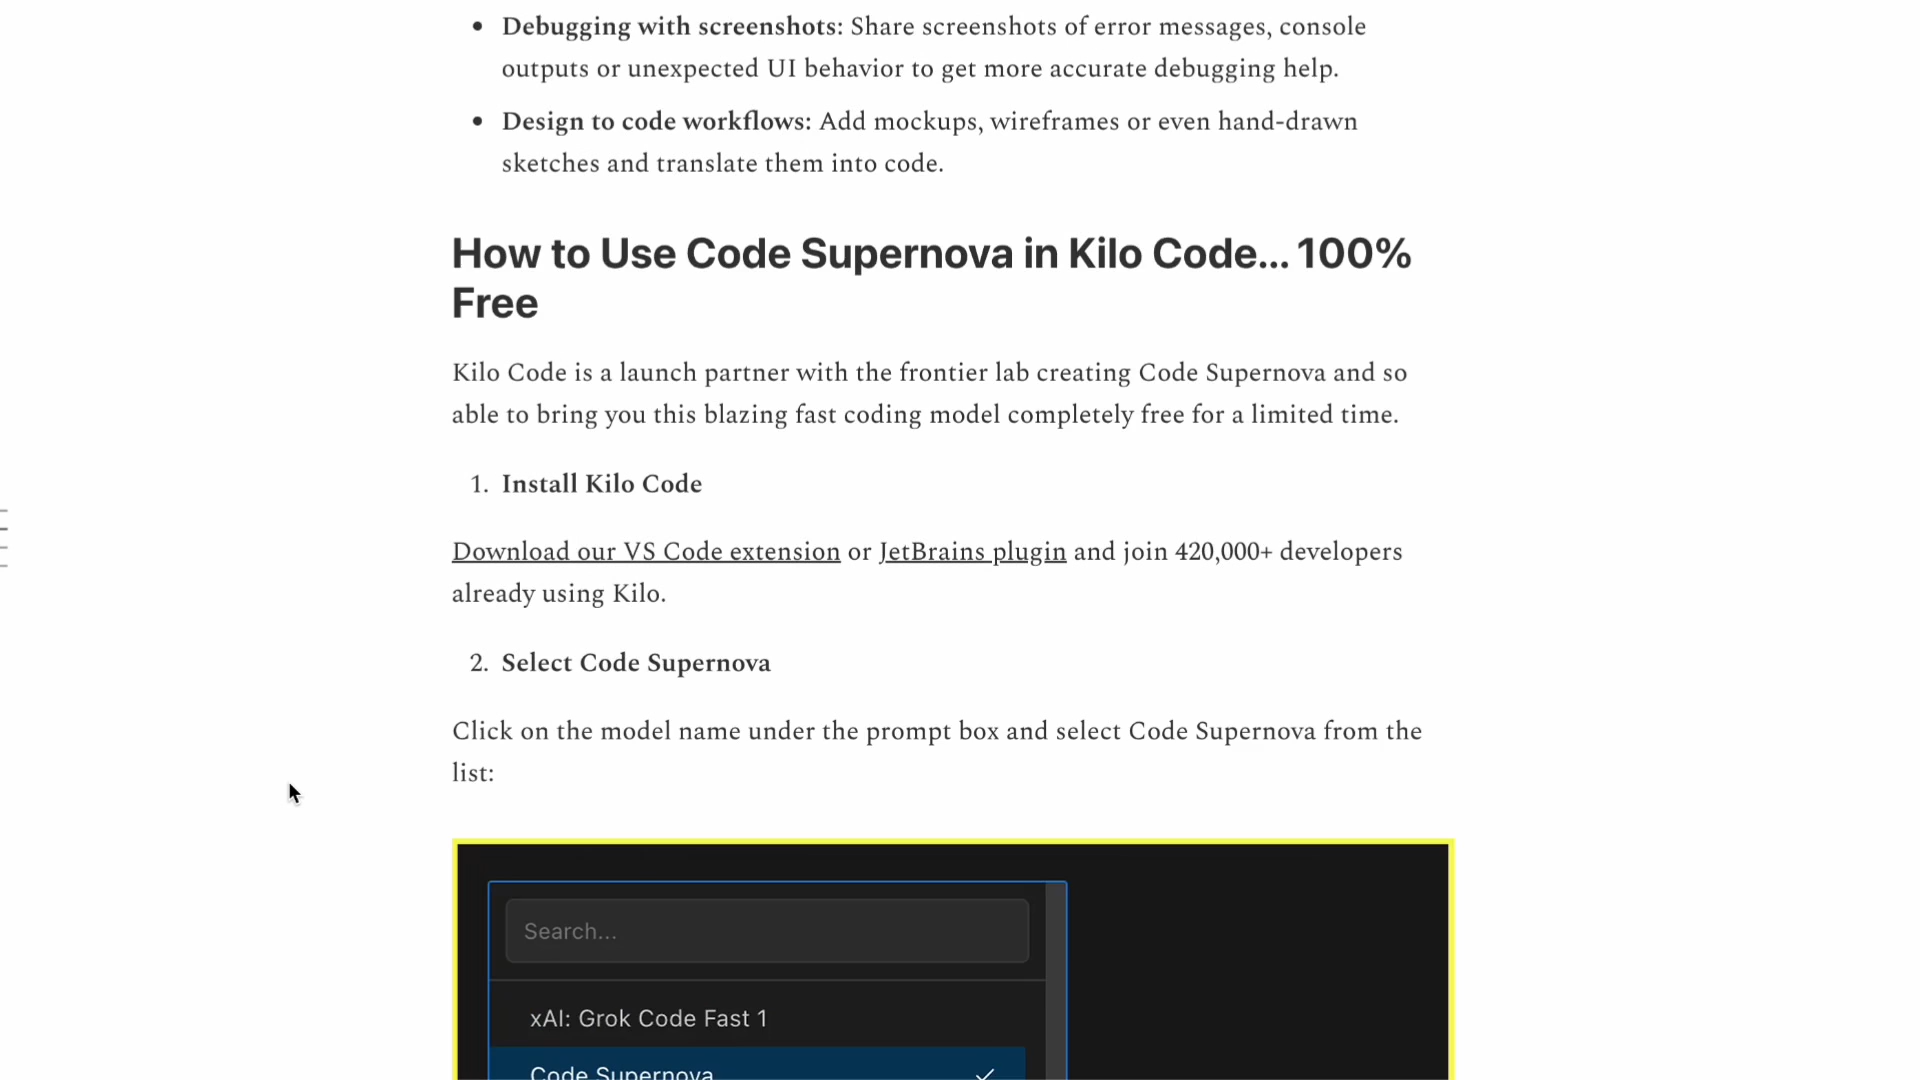 • Debugging with screenshots: Share screenshots of error messages, console
outputs or unexpected UI behavior to get more accurate debugging help.
• Design to code workflows: Add mockups, wireframes or even hand-drawn
sketches and translate them into code.
How to Use Code Supernova in Kilo Code... 100%
Free
Kilo Code is a launch partner with the frontier lab creating Code Supernova and so
able to bring you this blazing fast coding model completely free for a limited time.
1. Install Kilo Code
Download our VS Code extension or JetBrains plugin and join 420,000+ developers
already using Kilo.
2. Select Code Supernova
Click on the model name under the prompt box and select Code Supernova from the
list:
Search...
xAI: Grok Code Fast 1
Code Supernova